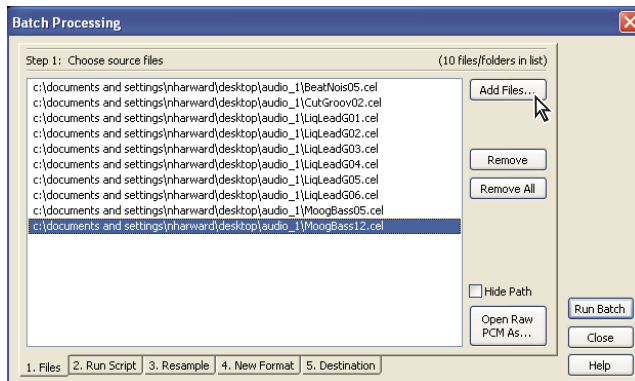 Batch Processing
Step 1: Choose source files (10 files/folders in list)
c:\documents and settings\nharward\desktop\audio_1\BeatNois05.cel
c:\documents and settings\nharward\desktop\audio_1\CutGroov02.cel
c:\documents and settings\nharward\desktop\audio_1\LiqLeadG01.cel
c:\documents and settings\nharward\desktop\audio_1\LiqLeadG02.cel
c:\documents and settings\nharward\desktop\audio_1\LiqLeadG03.cel
c:\documents and settings\nharward\desktop\audio_1\LiqLeadG04.cel
c:\documents and settings\nharward\desktop\audio_1\LiqLeadG05.cel
c:\documents and settings\nharward\desktop\audio_1\LiqLeadG06.cel
c:\documents and settings\nharward\desktop\audio_1\MoogBass05.cel
c:\documents and settings\nharward\desktop\audio_1\MoogBass12.cel
Add Files...
Remove
Remove All
Hide Path
Open Raw
PCM As...
Run Batch
Close
Help
1. Files 2. Run Script 3. Resample 4. New Format 5. Destination